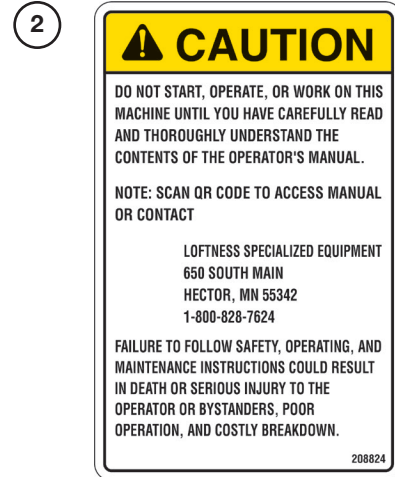 2
CAUTION
DO NOT START, OPERATE, OR WORK ON THIS
MACHINE UNTIL YOU HAVE CAREFULLY READ
AND THOROUGHLY UNDERSTAND THE
CONTENTS OF THE OPERATOR'S MANUAL.
NOTE: SCAN QR CODE TO ACCESS MANUAL
OR CONTACT
LOFTNESS SPECIALIZED EQUIPMENT
650 SOUTH MAIN
HECTOR, MN 55342
1-800-828-7624
FAILURE TO FOLLOW SAFETY, OPERATING, AND
MAINTENANCE INSTRUCTIONS COULD RESULT
IN DEATH OR SERIOUS INJURY TO THE
OPERATOR OR BYSTANDERS, POOR
OPERATION, AND COSTLY BREAKDOWN.
208824